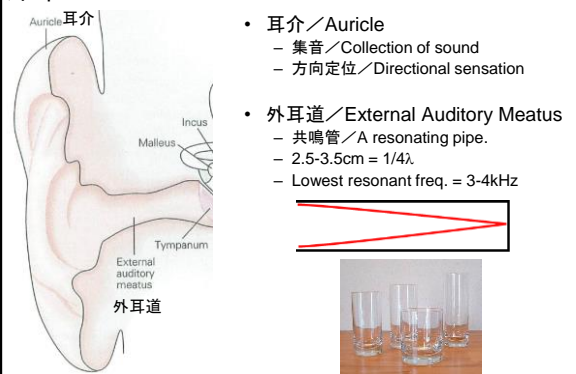 Auricle 耳介
Incus
Malleus
Tympanum
External
auditory
meatus
外耳道
• 耳介／Auricle
– 集音／Collection of sound
– 方向定位／Directional sensation
• 外耳道／External Auditory Meatus
– 共鳴管／A resonating pipe.
– 2.5-3.5cm = 1/4λ
– Lowest resonant freq. = 3-4kHz